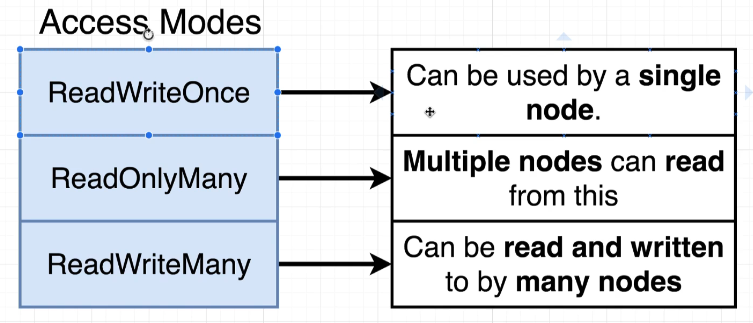 Access Modes
ReadWriteOnce
Can be used by a single
node.
ReadOnlyMany
Multiple nodes can read
from this
ReadWriteMany
Can be read and written
to by many nodes